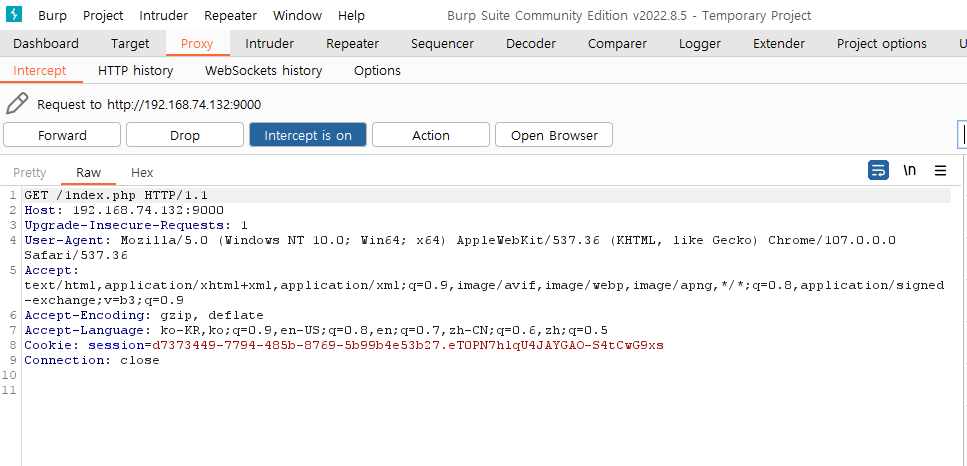 Burp Project Intruder Repeater Window Help Burp Suite Community Edition v2022.8.5 - Temporary Project
Dashboard Target Proxy Intruder Repeater Sequencer Decoder Comparer Logger Extender Project options U
Intercept HTTP history WebSockets history Options
Request to http://192.168.74.132:9000
Forward Drop Intercept is on Action Open Browser
Pretty Raw Hex \n
1 GET /1ndex.php HTTP/1.1
2 Host: 192.168.74.132:9000
3 Upgrade-Insecure-Requests: 1
4 User-Agent: Mozilla/5.0 (Windows NT 10.0; Win64; x64) AppleWebKit/537.36 (KHTML, like Gecko) Chrome/107.0.0.0
Safari/537.36
5 Accept:
text/html,application/xhtml+xml,application/xml;q=0.9,image/avif,image/webp,image/apng,*/*;q=0.8,application/signed
-exchange;v=b3;q=0.9
6 Accept-Encoding: gzip, deflate
7 Accept-Language: ko-KR,ko;q=0.9,en-US;q=0.8,en;q=0.7,zh-CN;q=0.6,zh;q=0.5
8 Cookie: session=d7373449-7794-485b-8769-5b99b4e53b27.eTOPN7hlqU4JAYGAO-S4tCwG9xs
9 Connection: close
10
11